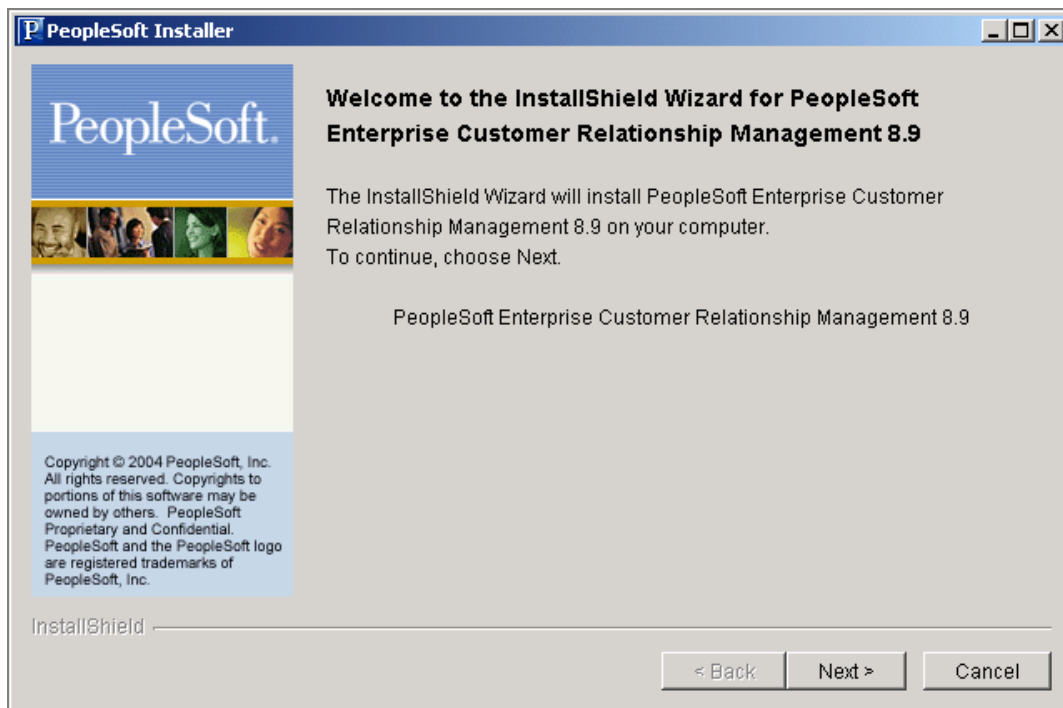 PeopleSoft Installer
PeopleSoft.
Welcome to the InstallShield Wizard for PeopleSoft
Enterprise Customer Relationship Management 8.9
The InstallShield Wizard will install PeopleSoft Enterprise Customer
Relationship Management 8.9 on your computer.
To continue, choose Next.
PeopleSoft Enterprise Customer Relationship Management 8.9
Copyright © 2004 PeopleSoft, Inc.
All rights reserved. Copyrights to
portions of this software may be
owned by others.  PeopleSoft
Proprietary and Confidential.
PeopleSoft and the PeopleSoft logo
are registered trademarks of
PeopleSoft, Inc.
InstallShield
< Back
Next >
Cancel